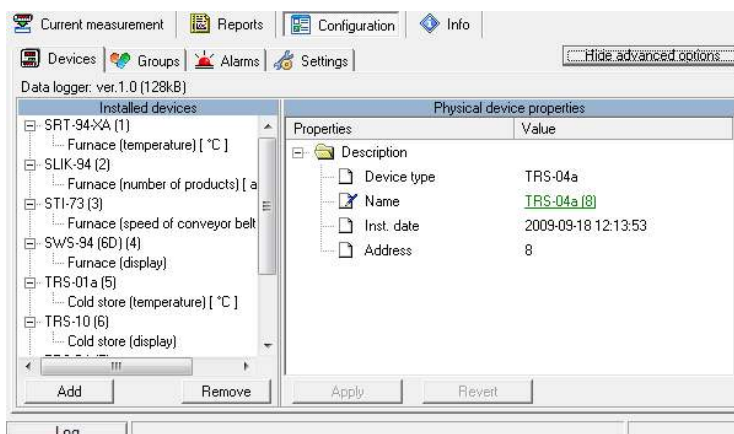 Current measurement Reports Configuration Info
Devices Groups Alarms Settings Hide advanced options
Data logger: ver.1.0 (128kB)
Installed devices
SRT-94-XA (1)
Furnace (temperature) [ °C ]
SLIK-94 (2)
Furnace (number of products) [ a
STI-73 (3)
Furnace (speed of conveyor belt
SWS-94 (6D) (4)
Furnace (display)
TRS-01a (5)
Cold store (temperature) [ °C ]
TRS-10 (6)
Cold store (display)
Add Remove
Physical device properties
Properties Value
Description
Device type TRS-04a
Name TRS-04a (8)
Inst. date 2009-09-18 12:13:53
Address 8
Apply Revert